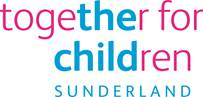 together for
children
SUNDERLAND